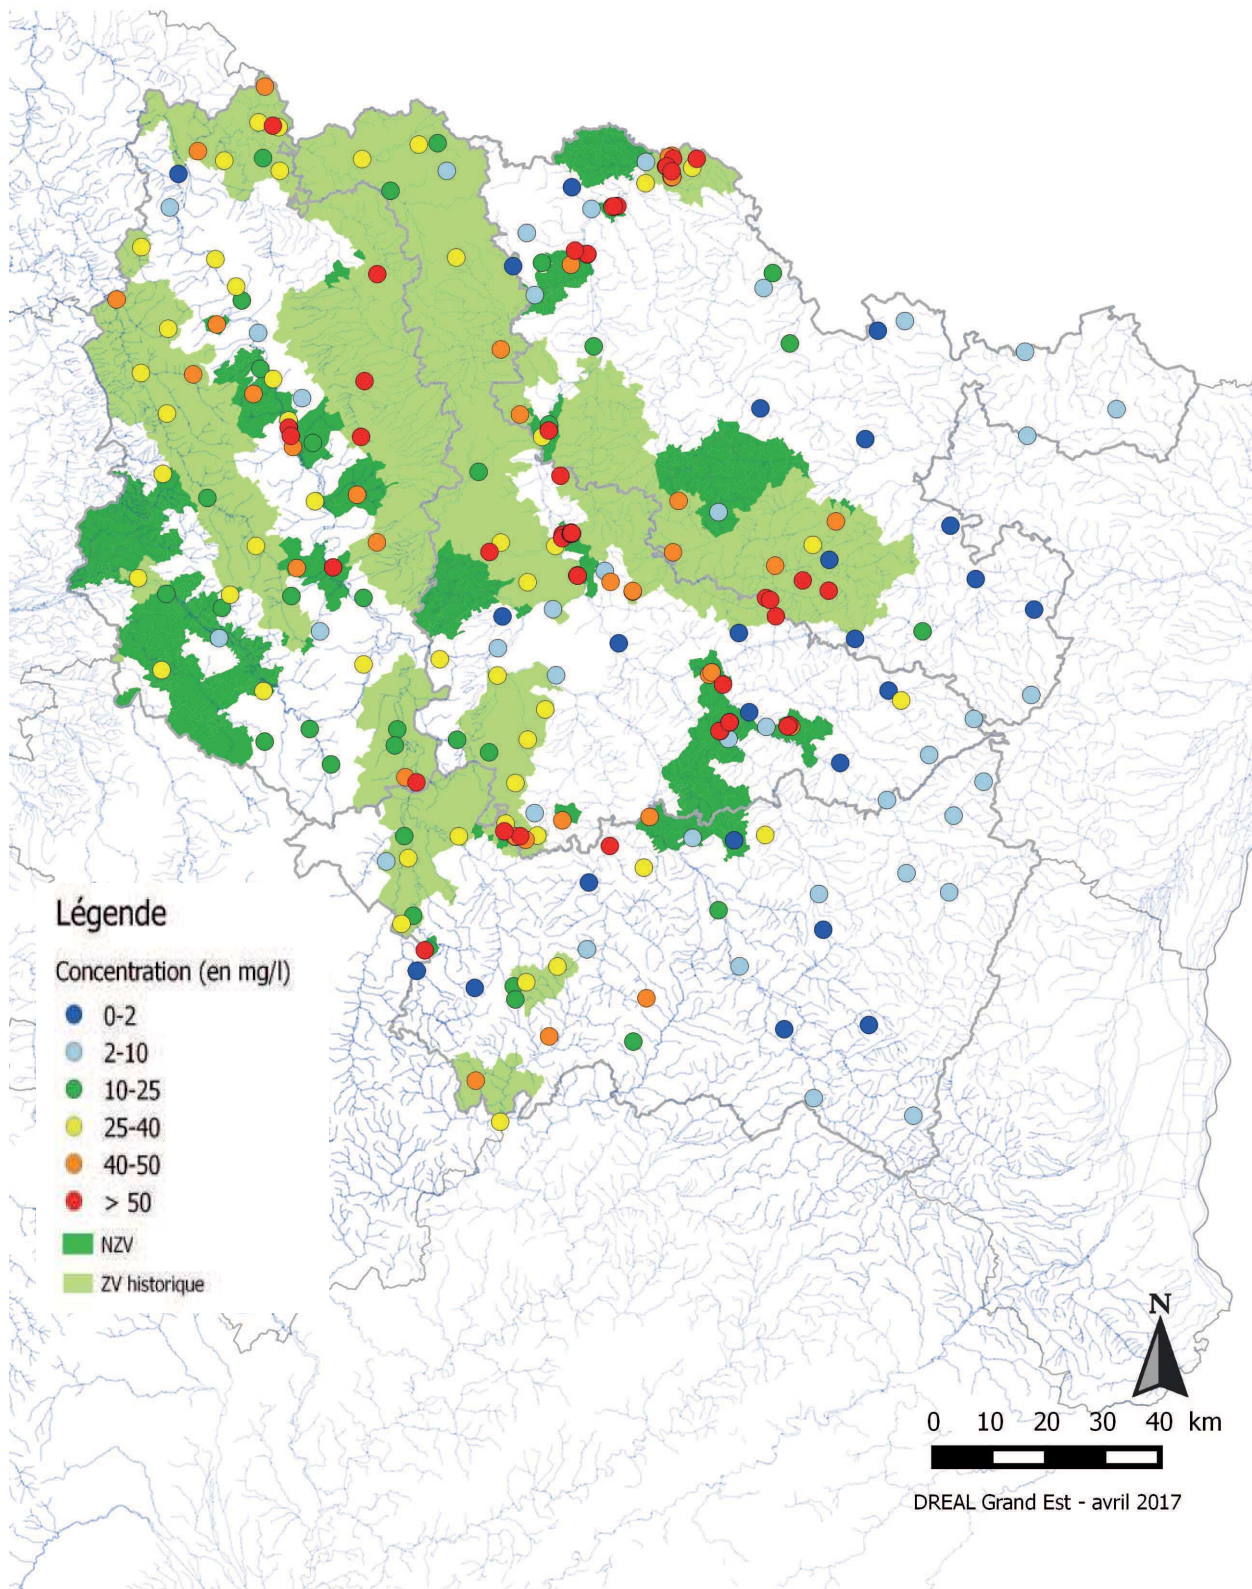 Légende
Concentration (en mg/l)
0-2
2-10
10-25
25-40
40-50
> 50
NZV
ZV historique
N
0 10 20 30 40 km
DREAL Grand Est - avril 2017